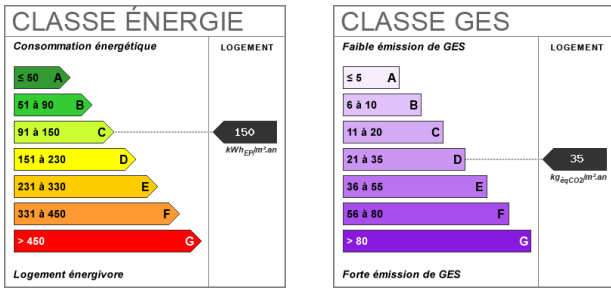 CLASSE ÉNERGIE
Consommation énergétique
LOGEMENT
≤ 50 A
51 à 90 B
91 à 150 C
150
kWhEP/m².an
151 à 230 D
231 à 330 E
331 à 450 F
> 450 G
Logement énergivore
CLASSE GES
Faible émission de GES
LOGEMENT
≤ 5 A
6 à 10 B
11 à 20 C
21 à 35 D
35
kgéqCO2/m².an
36 à 55 E
56 à 80 F
> 80 G
Forte émission de GES